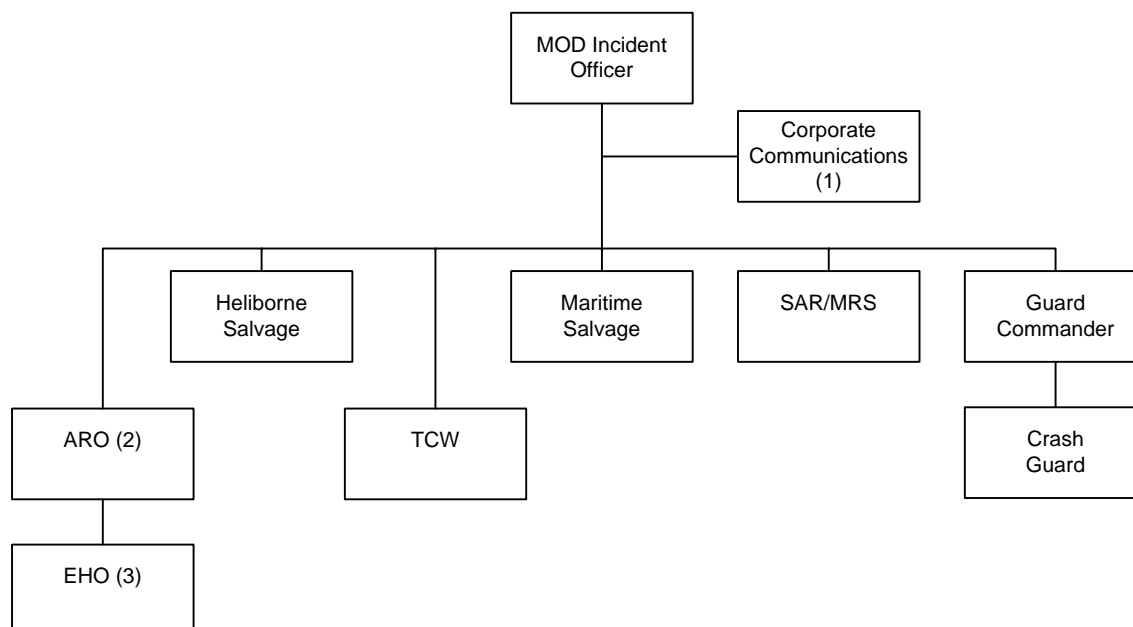 MOD Incident
Officer
Corporate
Communications
(1)
Heliborne
Salvage
Maritime
Salvage
SAR/MRS
Guard
Commander
ARO (2)
TCW
Crash
Guard
EHO (3)